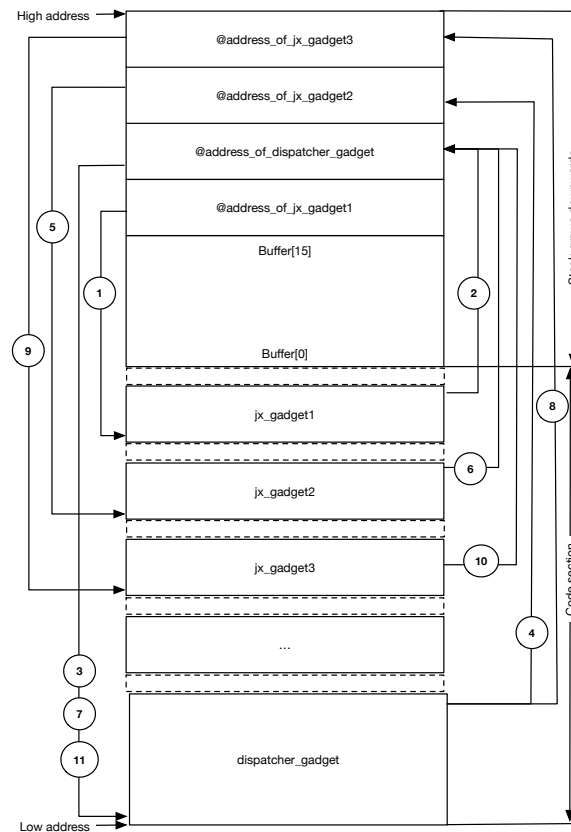 High address
@address_of_jx_gadget3
@address_of_jx_gadget2
@address_of_dispatcher_gadget
@address_of_jx_gadget1
5
Buffer[15]
1
2
9
Buffer[0]
8
jx_gadget1
6
jx_gadget2
10
jx_gadget3
Code section
4
...
3
7
11
dispatcher_gadget
Low address